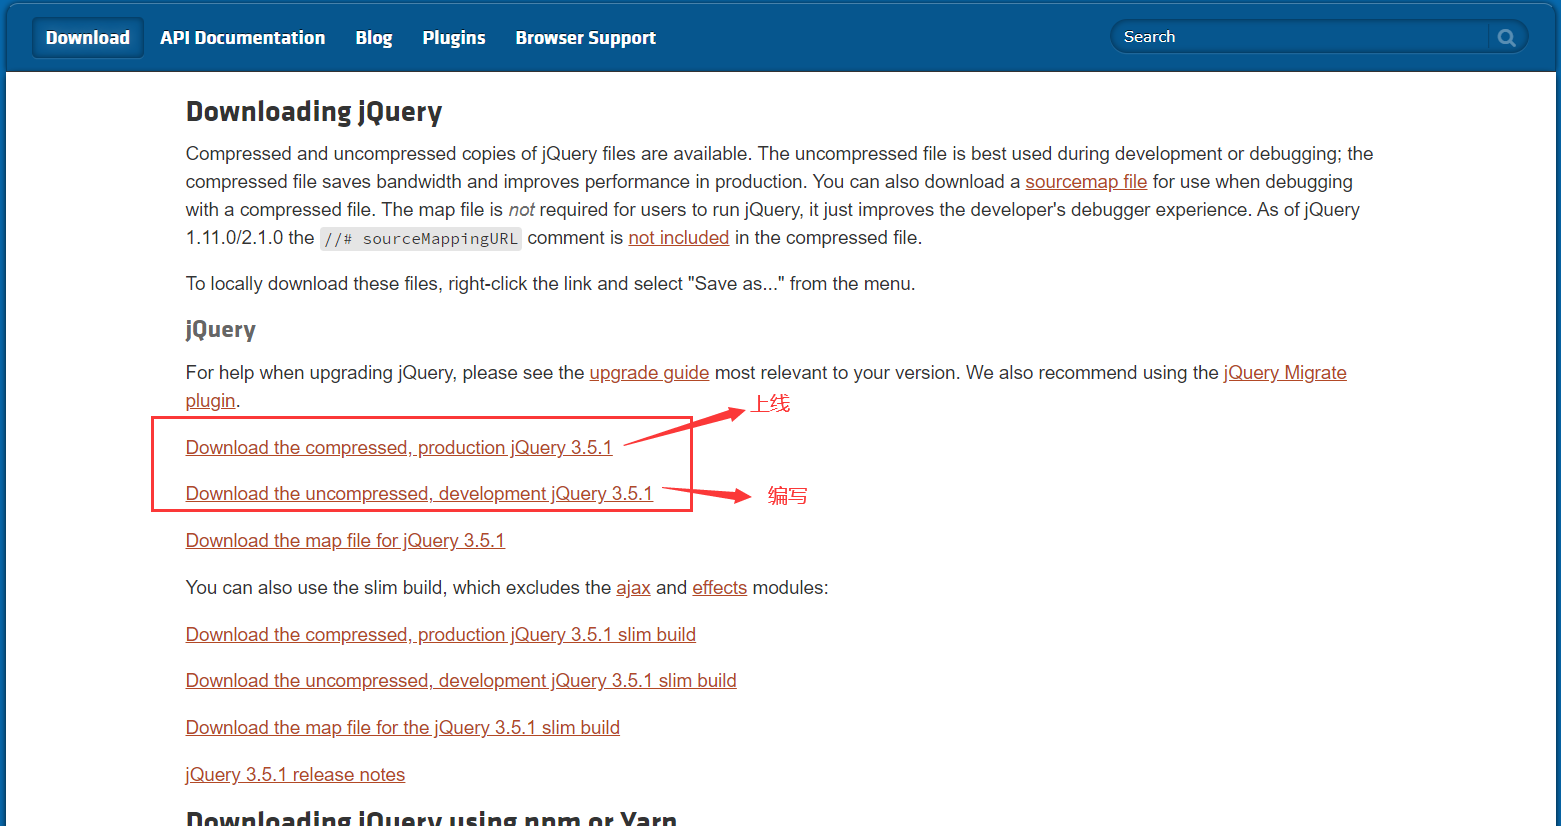 Download API Documentation Blog Plugins Browser Support Search
Downloading jQuery
Compressed and uncompressed copies of jQuery files are available. The uncompressed file is best used during development or debugging; the
compressed file saves bandwidth and improves performance in production. You can also download a sourcemap file for use when debugging
with a compressed file. The map file is not required for users to run jQuery, it just improves the developer's debugger experience. As of jQuery
1.11.0/2.1.0 the //# sourceMappingURL comment is not included in the compressed file.
To locally download these files, right-click the link and select "Save as..." from the menu.
jQuery
For help when upgrading jQuery, please see the upgrade guide most relevant to your version. We also recommend using the jQuery Migrate
plugin.
上线
Download the compressed, production jQuery 3.5.1
Download the uncompressed, development jQuery 3.5.1
编写
Download the map file for jQuery 3.5.1
You can also use the slim build, which excludes the ajax and effects modules:
Download the compressed, production jQuery 3.5.1 slim build
Download the uncompressed, development jQuery 3.5.1 slim build
Download the map file for the jQuery 3.5.1 slim build
jQuery 3.5.1 release notes
Downloading jQuery using npm or Yarn